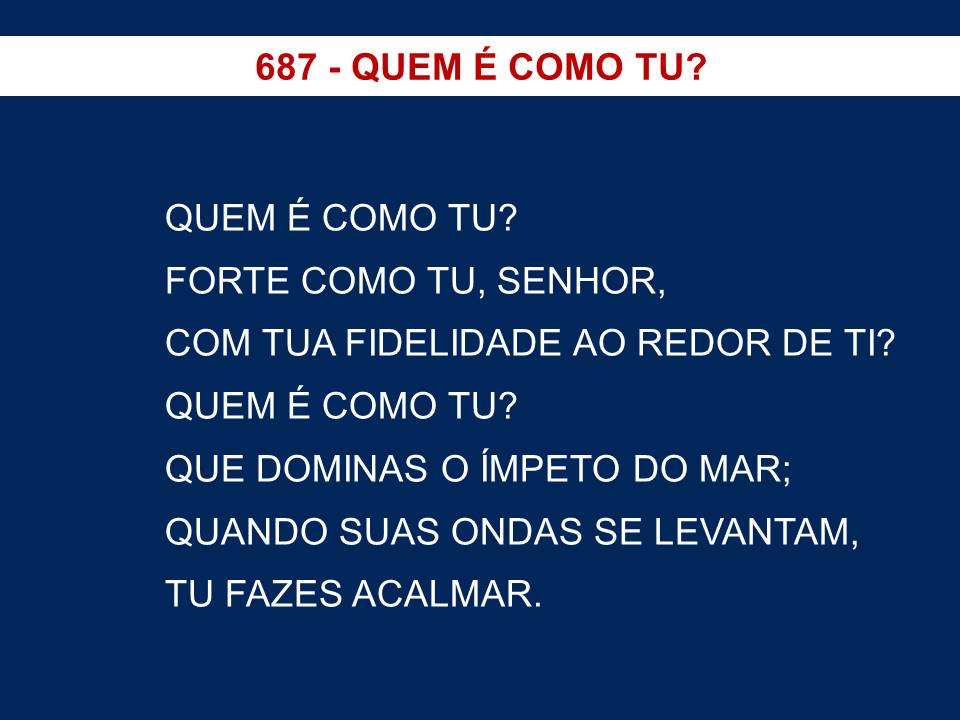 687 - QUEM É COMO TU?
QUEM É COMO TU?
FORTE COMO TU, SENHOR,
COM TUA FIDELIDADE AO REDOR DE TI?
QUEM É COMO TU?
QUE DOMINAS O ÍMPETO DO MAR;
QUANDO SUAS ONDAS SE LEVANTAM,
TU FAZES ACALMAR.